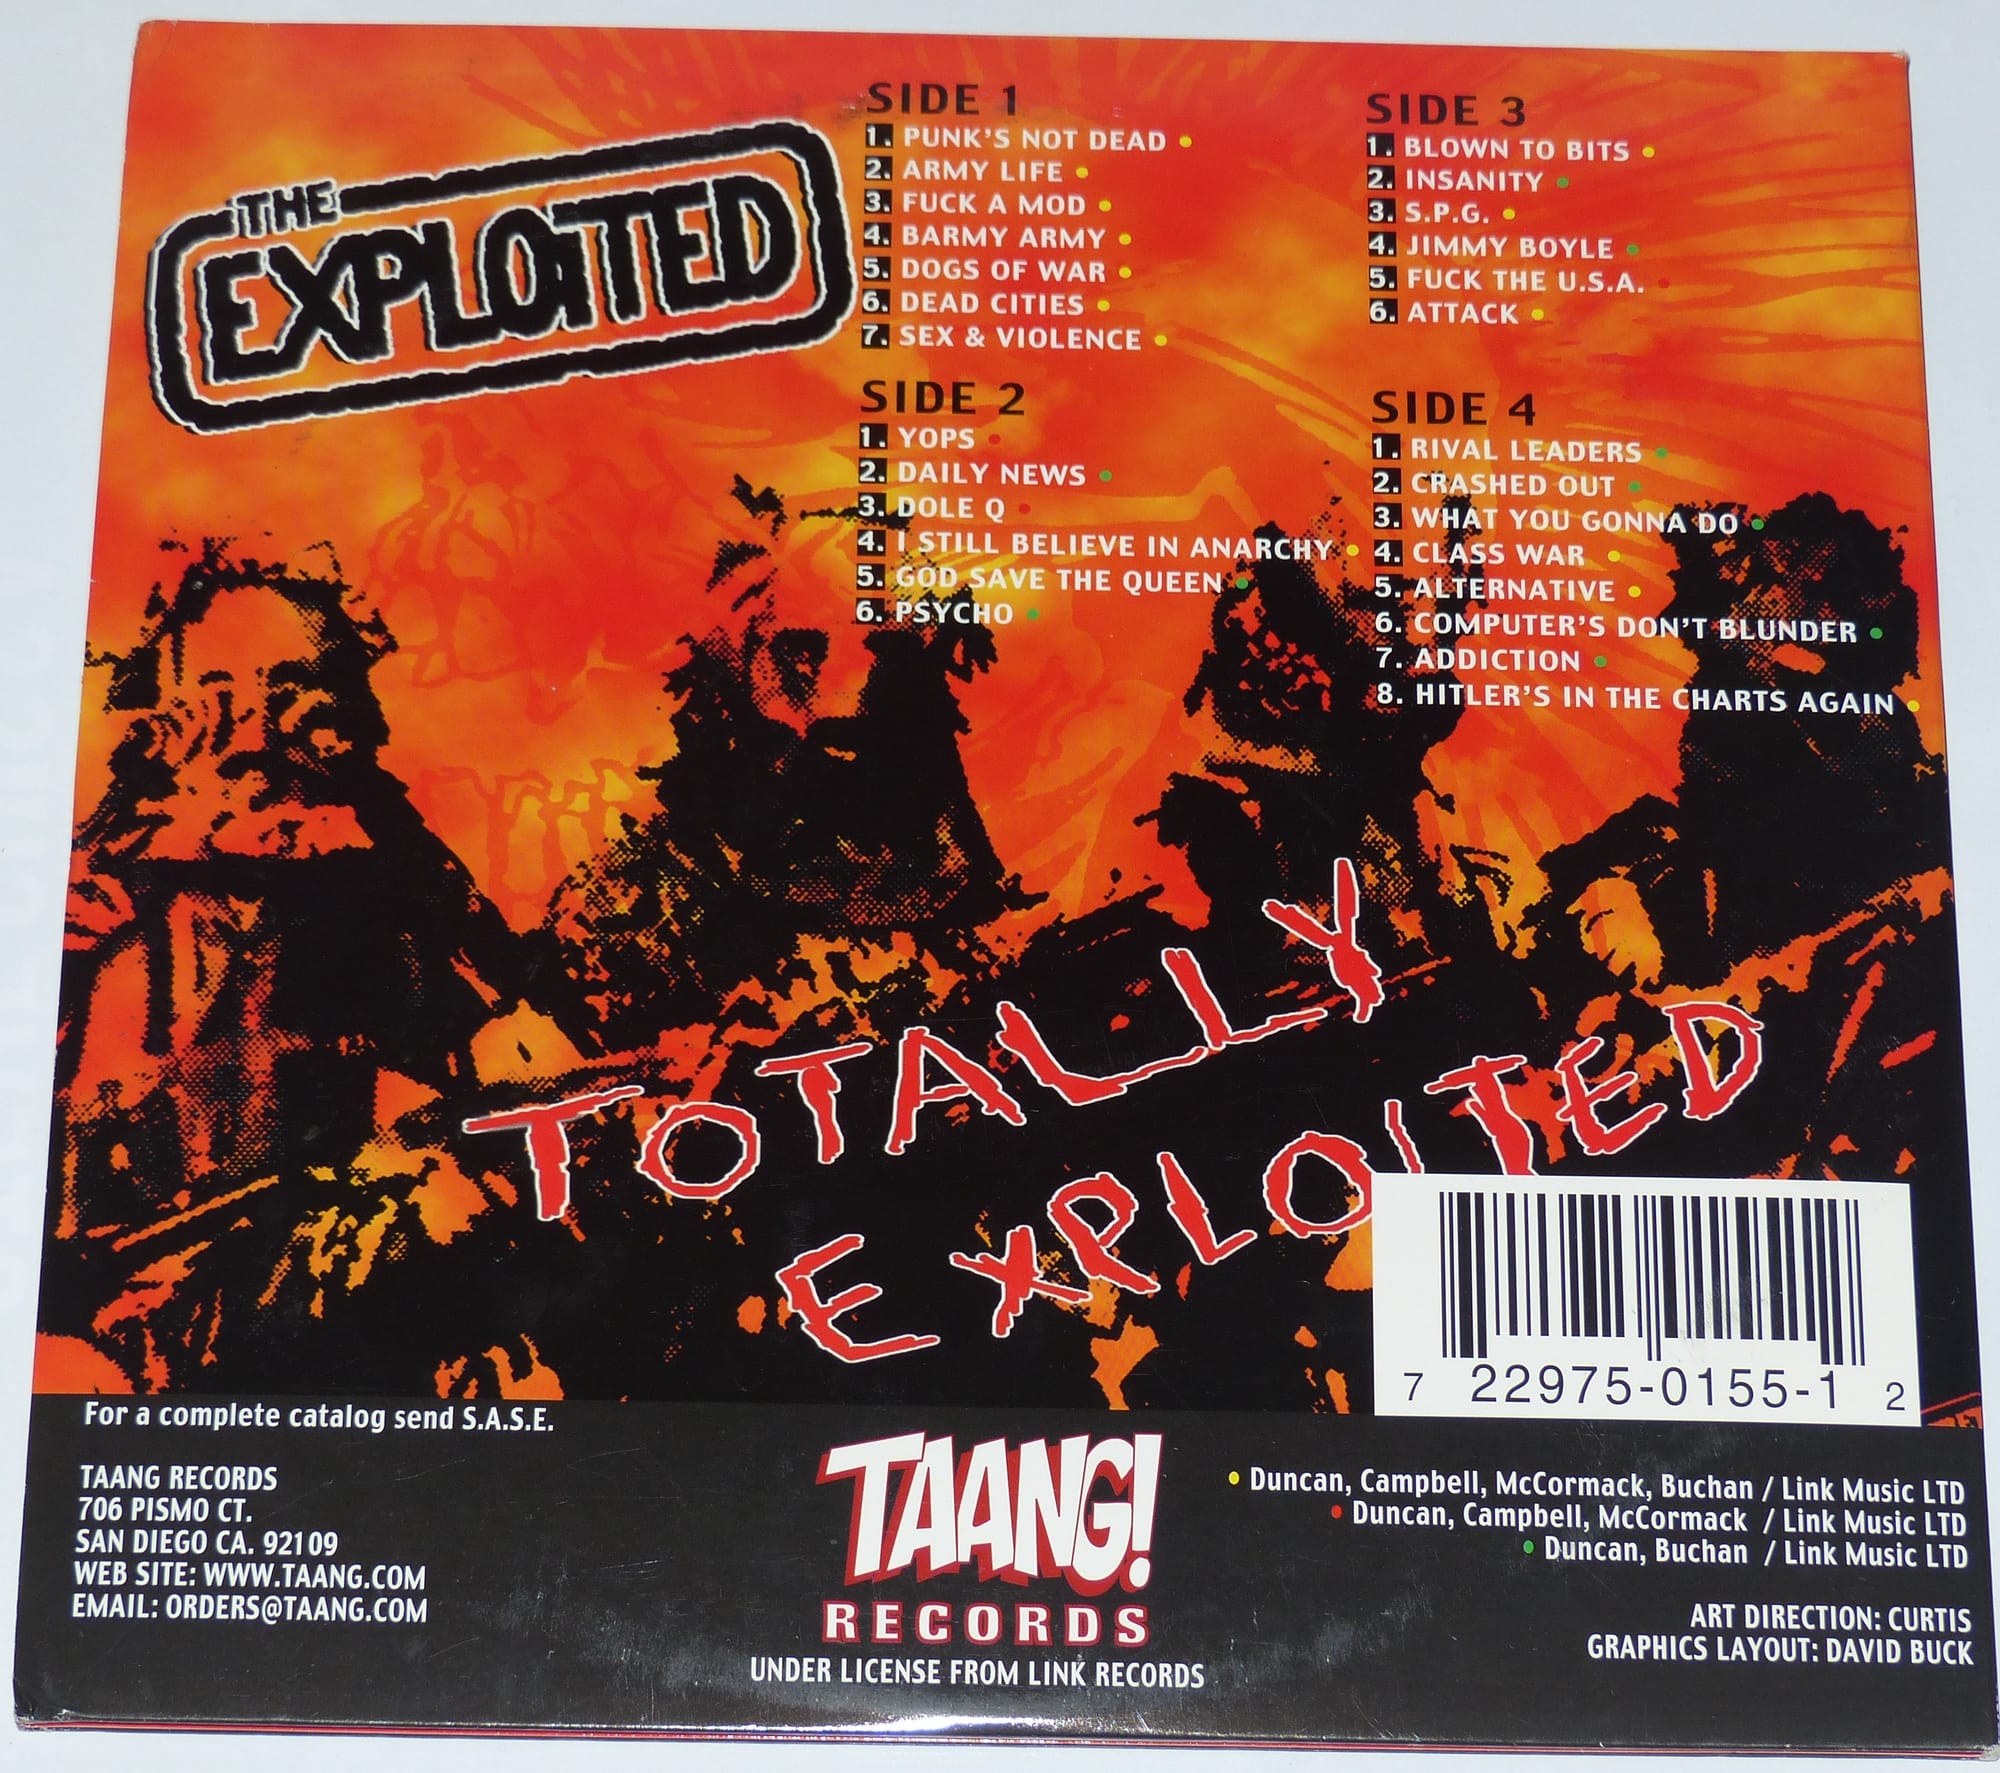 THE
EXPLOITED
SIDE 1
1. PUNK'S NOT DEAD
2. ARMY LIFE
3. FUCK A MOD
4. BARMY ARMY
5. DOGS OF WAR
6. DEAD CITIES
7. SEX & VIOLENCE
SIDE 2
1. YOPS
2. DAILY NEWS
3. DOLE Q
4. I STILL BELIEVE IN ANARCHY
5. GOD SAVE THE QUEEN
6. PSYCHO
SIDE 3
1. BLOWN TO BITS
2. INSANITY
3. S.P.G.
4. JIMMY BOYLE
5. FUCK THE U.S.A.
6. ATTACK
SIDE 4
1. RIVAL LEADERS
2. CRASHED OUT
3. WHAT YOU GONNA DO
4. CLASS WAR
5. ALTERNATIVE
6. COMPUTER'S DON'T BLUNDER
7. ADDICTION
8. HITLER'S IN THE CHARTS AGAIN
TOTALLY
EXPLOITED
7 22975-0155-1 2
For a complete catalog send S.A.S.E.
TAANG RECORDS
706 PISMO CT.
SAN DIEGO CA. 92109
WEB SITE: WWW.TAANG.COM
EMAIL: ORDERS@TAANG.COM
TAANG!
RECORDS
UNDER LICENSE FROM LINK RECORDS
• Duncan, Campbell, McCormack, Buchan / Link Music LTD
• Duncan, Campbell, McCormack / Link Music LTD
• Duncan, Buchan / Link Music LTD
ART DIRECTION: CURTIS
GRAPHICS LAYOUT: DAVID BUCK